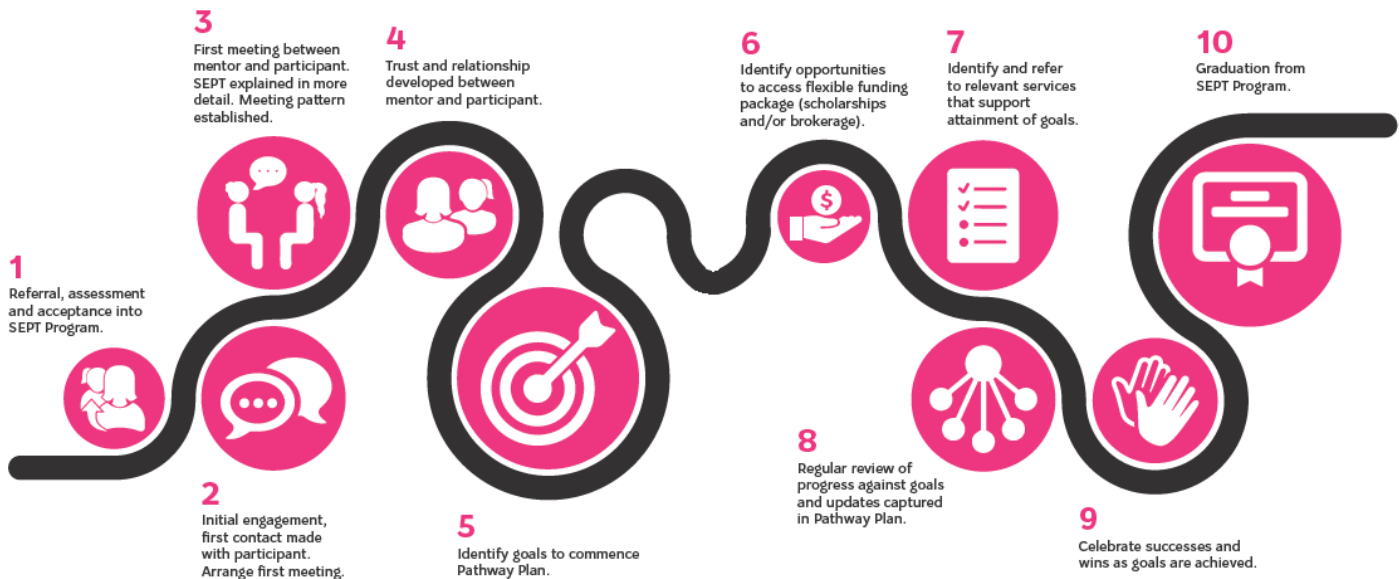 1
Referral, assessment
and acceptance into
SEPT Program.
2
Initial engagement,
first contact made
with participant.
Arrange first meeting.
3
First meeting between
mentor and participant.
SEPT explained in more
detail. Meeting pattern
established.
4
Trust and relationship
developed between
mentor and participant.
5
Identify goals to commence
Pathway Plan.
6
Identify opportunities
to access flexible funding
package (scholarships
and/or brokerage).
$
7
Identify and refer
to relevant services
that support
attainment of goals.
8
Regular review of
progress against goals
and updates captured
in Pathway Plan.
9
Celebrate successes and
wins as goals are achieved.
10
Graduation from
SEPT Program.